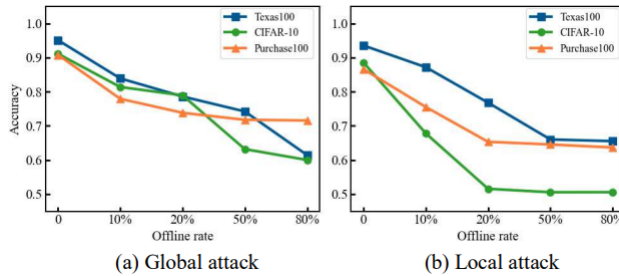 Texas100
CIFAR-10
Purchase100
1.0
0.9
0.8
0.7
0.6
0.5
Accuracy
0 10% 20% 50% 80%
Offline rate
(a) Global attack
Texas100
CIFAR-10
Purchase100
1.0
0.9
0.8
0.7
0.6
0.5
0 10% 20% 50% 80%
Offline rate
(b) Local attack